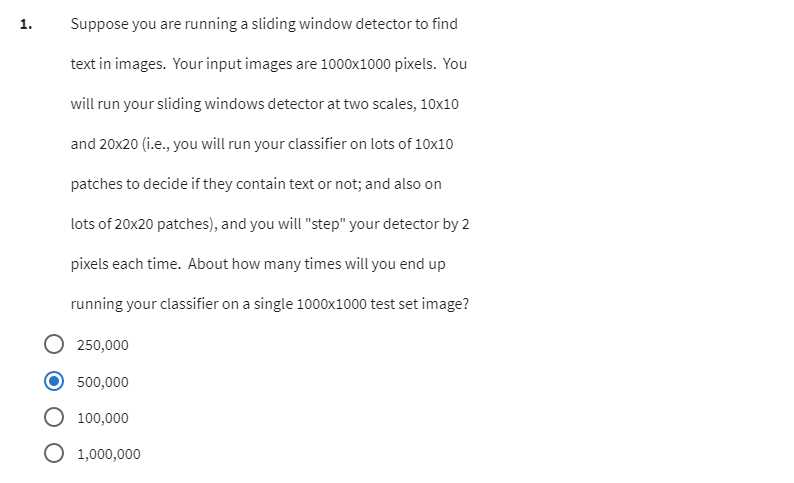 1. Suppose you are running a sliding window detector to find
text in images.  Your input images are 1000x1000 pixels.  You
will run your sliding windows detector at two scales, 10x10
and 20x20 (i.e., you will run your classifier on lots of 10x10
patches to decide if they contain text or not; and also on
lots of 20x20 patches), and you will "step" your detector by 2
pixels each time.  About how many times will you end up
running your classifier on a single 1000x1000 test set image?
250,000
500,000
100,000
1,000,000